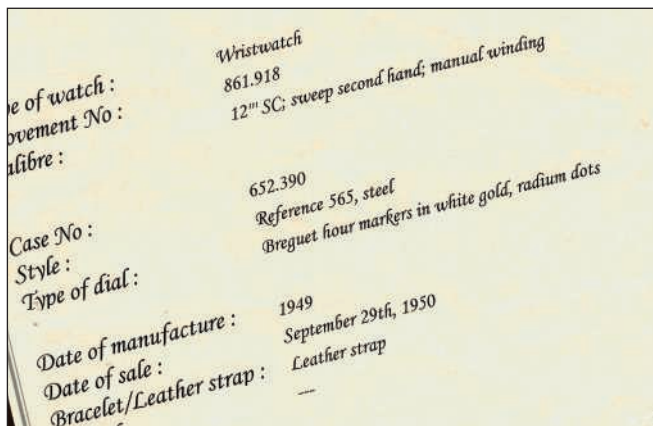 pe of watch : Wristwatch
ovement No : 861.918
alibre : 12''' SC; sweep second hand; manual winding
Case No : 652.390
Style : Reference 565, steel
Type of dial : Breguet hour markers in white gold, radium dots
Date of manufacture : 1949
Date of sale : September 29th, 1950
Bracelet/Leather strap : Leather strap
---